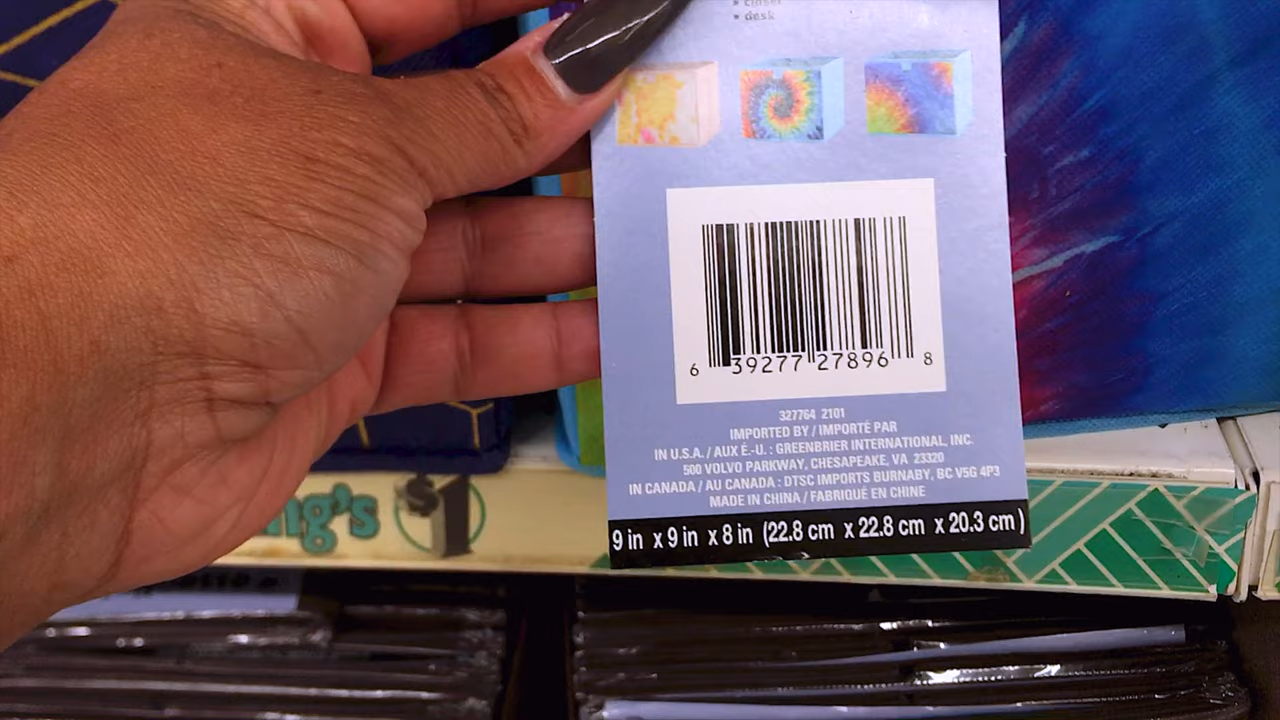 • closet
• desk
6 39277 27896 8
327764 2101
IMPORTED BY / IMPORTÉ PAR
IN U.S.A. / AUX É.-U. : GREENBRIER INTERNATIONAL, INC.
500 VOLVO PARKWAY, CHESAPEAKE, VA 23320
IN CANADA / AU CANADA : DTSC IMPORTS BURNABY, BC V5G 4P3
MADE IN CHINA / FABRIQUÉ EN CHINE
9 in x 9 in x 8 in (22.8 cm x 22.8 cm x 20.3 cm)
ing's $1